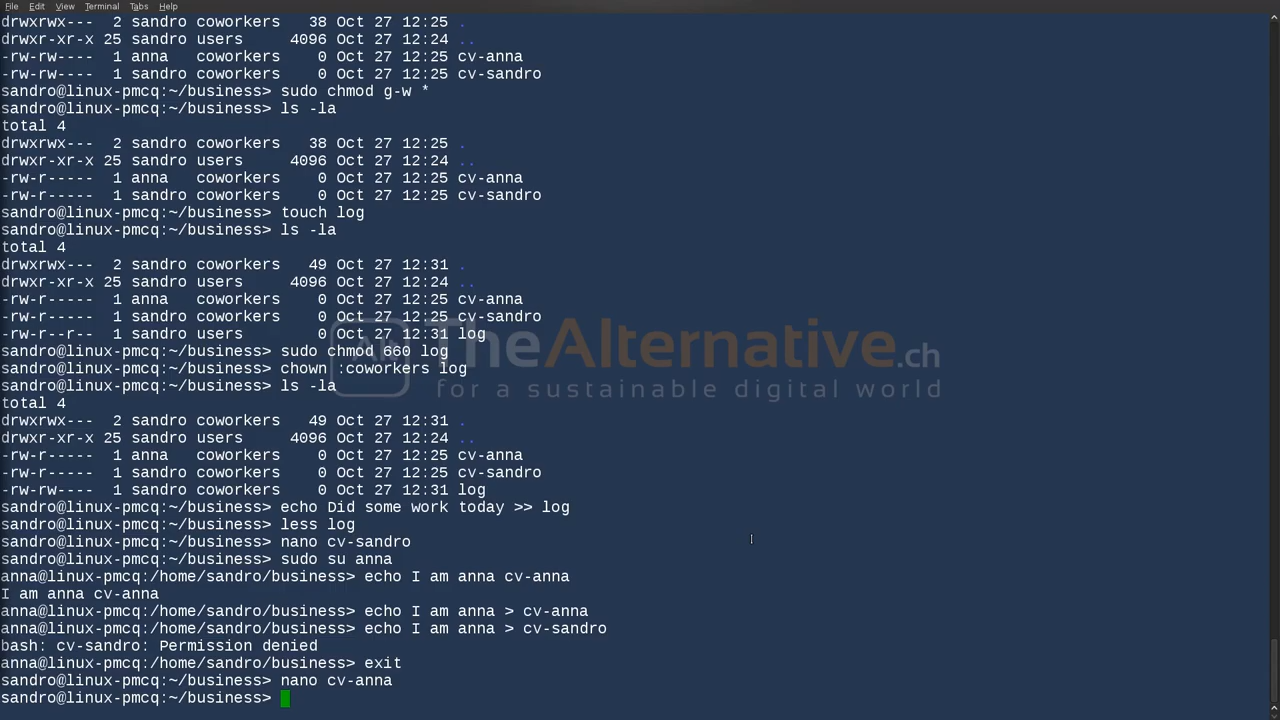 File Edit View Terminal Tabs Help
drwxrwx--- 2 sandro coworkers 38 Oct 27 12:25 .
drwxr-xr-x 25 sandro users 4096 Oct 27 12:24 ..
-rw-rw---- 1 anna coworkers 0 Oct 27 12:25 cv-anna
-rw-rw---- 1 sandro coworkers 0 Oct 27 12:25 cv-sandro
sandro@linux-pmcq:~/business> sudo chmod g-w *
sandro@linux-pmcq:~/business> ls -la
total 4
drwxrwx--- 2 sandro coworkers 38 Oct 27 12:25 .
drwxr-xr-x 25 sandro users 4096 Oct 27 12:24 ..
-rw-r----- 1 anna coworkers 0 Oct 27 12:25 cv-anna
-rw-r----- 1 sandro coworkers 0 Oct 27 12:25 cv-sandro
sandro@linux-pmcq:~/business> touch log
sandro@linux-pmcq:~/business> ls -la
total 4
drwxrwx--- 2 sandro coworkers 49 Oct 27 12:31 .
drwxr-xr-x 25 sandro users 4096 Oct 27 12:24 ..
-rw-r----- 1 anna coworkers 0 Oct 27 12:25 cv-anna
-rw-r----- 1 sandro coworkers 0 Oct 27 12:25 cv-sandro
-rw-r--r-- 1 sandro users 0 Oct 27 12:31 log
sandro@linux-pmcq:~/business> sudo chmod 660 log
sandro@linux-pmcq:~/business> chown :coworkers log
sandro@linux-pmcq:~/business> ls -la
total 4
drwxrwx--- 2 sandro coworkers 49 Oct 27 12:31 .
drwxr-xr-x 25 sandro users 4096 Oct 27 12:24 ..
-rw-r----- 1 anna coworkers 0 Oct 27 12:25 cv-anna
-rw-r----- 1 sandro coworkers 0 Oct 27 12:25 cv-sandro
-rw-rw---- 1 sandro coworkers 0 Oct 27 12:31 log
sandro@linux-pmcq:~/business> echo Did some work today >> log
sandro@linux-pmcq:~/business> less log
sandro@linux-pmcq:~/business> nano cv-sandro
sandro@linux-pmcq:~/business> sudo su anna
anna@linux-pmcq:/home/sandro/business> echo I am anna cv-anna
I am anna cv-anna
anna@linux-pmcq:/home/sandro/business> echo I am anna > cv-anna
anna@linux-pmcq:/home/sandro/business> echo I am anna > cv-sandro
bash: cv-sandro: Permission denied
anna@linux-pmcq:/home/sandro/business> exit
sandro@linux-pmcq:~/business> nano cv-anna
sandro@linux-pmcq:~/business>
Alt TheAlternative.ch
for a sustainable digital world